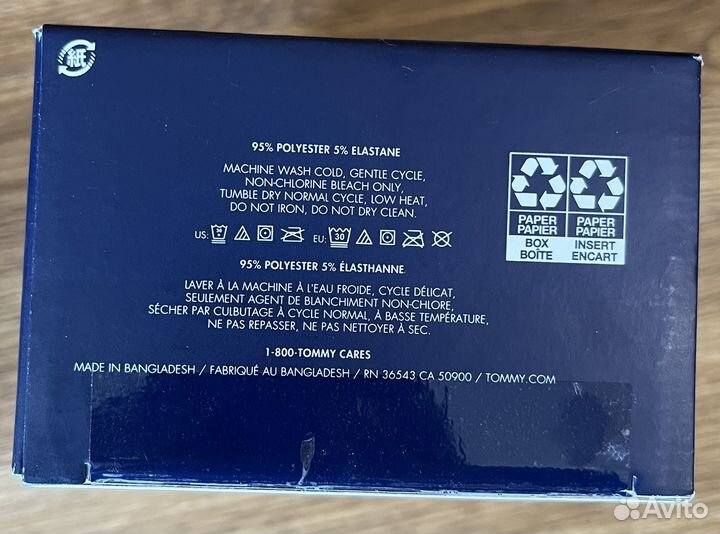 紙
95% POLYESTER 5% ELASTANE
MACHINE WASH COLD, GENTLE CYCLE,
NON-CHLORINE BLEACH ONLY,
TUMBLE DRY NORMAL CYCLE, LOW HEAT,
DO NOT IRON, DO NOT DRY CLEAN.
US: 30 EU: 30
95% POLYESTER 5% ÉLASTHANNE
LAVER À LA MACHINE À L'EAU FROIDE, CYCLE DÉLICAT,
SEULEMENT AGENT DE BLANCHIMENT NON-CHLORE,
SÉCHER PAR CULBUTAGE À CYCLE NORMAL, À BASSE TEMPÉRATURE,
NE PAS REPASSER, NE PAS NETTOYER À SEC.
1-800-TOMMY CARES
MADE IN BANGLADESH / FABRIQUÉ AU BANGLADESH / RN 36543 CA 50900 / TOMMY.COM
PAPER PAPER
PAPIER PAPIER
BOX INSERT
BOÎTE ENCART
Avito